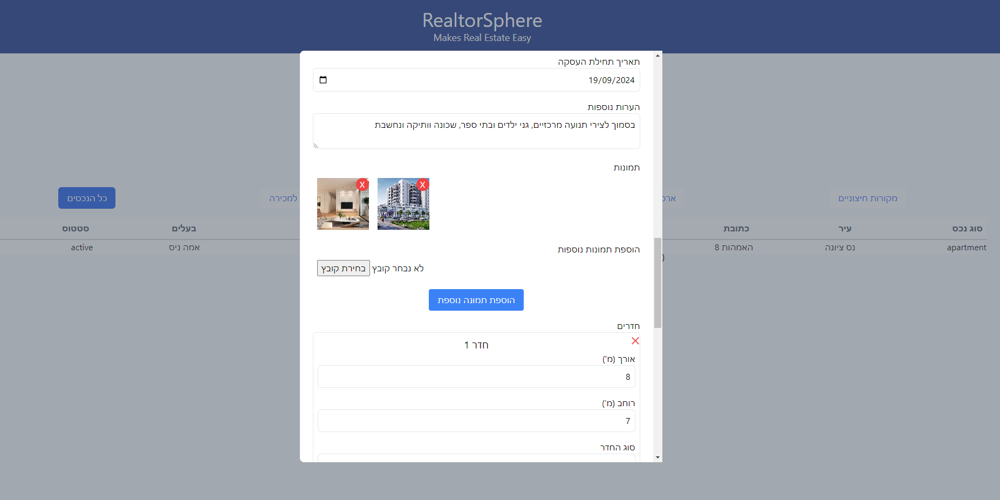 RealtorSphere
Makes Real Estate Easy
תאריך תחילת העסקה
19/09/2024
הערות נוספות
בסמוך לצירי תנועה מרכזיים, גני ילדים ובתי ספר, שכונה וותיקה ונחשבת
תמונות
X
X
הוספת תמונות נוספות
בחירת קובץ לא נבחר קובץ
הוספת תמונה נוספת
חדרים
חדר 1
אורך (מ')
8
רוחב (מ')
7
סוג החדר
מקורות חיצוניים
ארכ
למכירה
כל הנכסים
סוג נכס עיר כתובת בעלים סטטוס
apartment נס ציונה האמהות 8 אמה ניס active
)